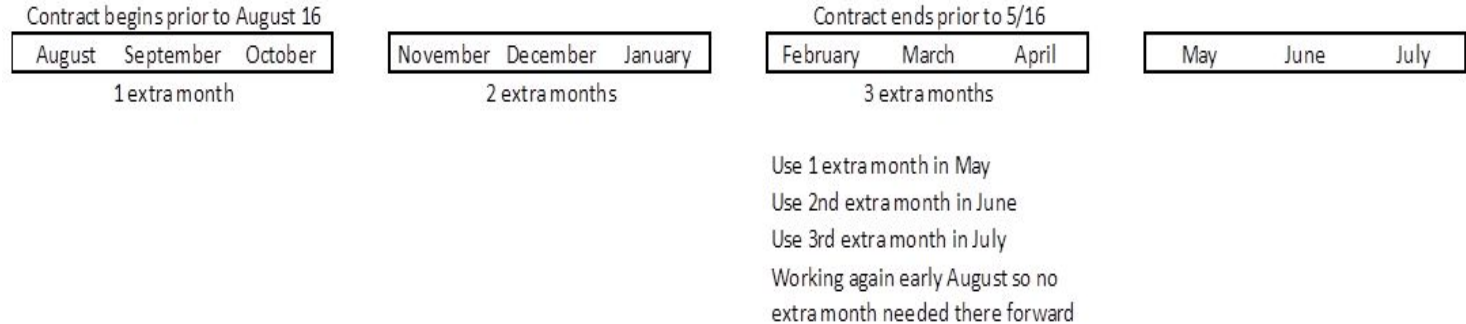 Contract begins prior to August 16
Contract ends prior to 5/16
August September October
November December January
February March April
May June July
1 extra month
2 extra months
3 extra months
Use 1 extra month in May
Use 2nd extra month in June
Use 3rd extra month in July
Working again early August so no
extra month needed there forward